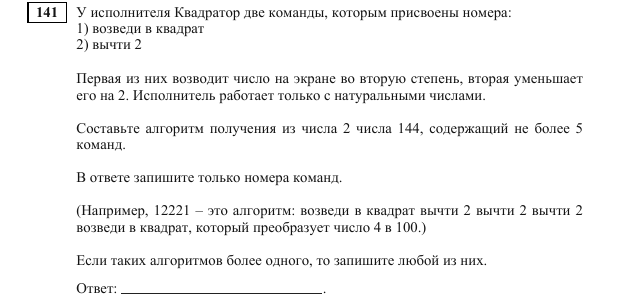 141 У исполнителя Квадратор две команды, которым присвоены номера:
1) возведи в квадрат
2) вычти 2
Первая из них возводит число на экране во вторую степень, вторая уменьшает
его на 2. Исполнитель работает только с натуральными числами.
Составьте алгоритм получения из числа 2 числа 144, содержащий не более 5
команд.
В ответе запишите только номера команд.
(Например, 12221 – это алгоритм: возведи в квадрат вычти 2 вычти 2 вычти 2
возведи в квадрат, который преобразует число 4 в 100.)
Если таких алгоритмов более одного, то запишите любой из них.
Ответ: ______________________________.